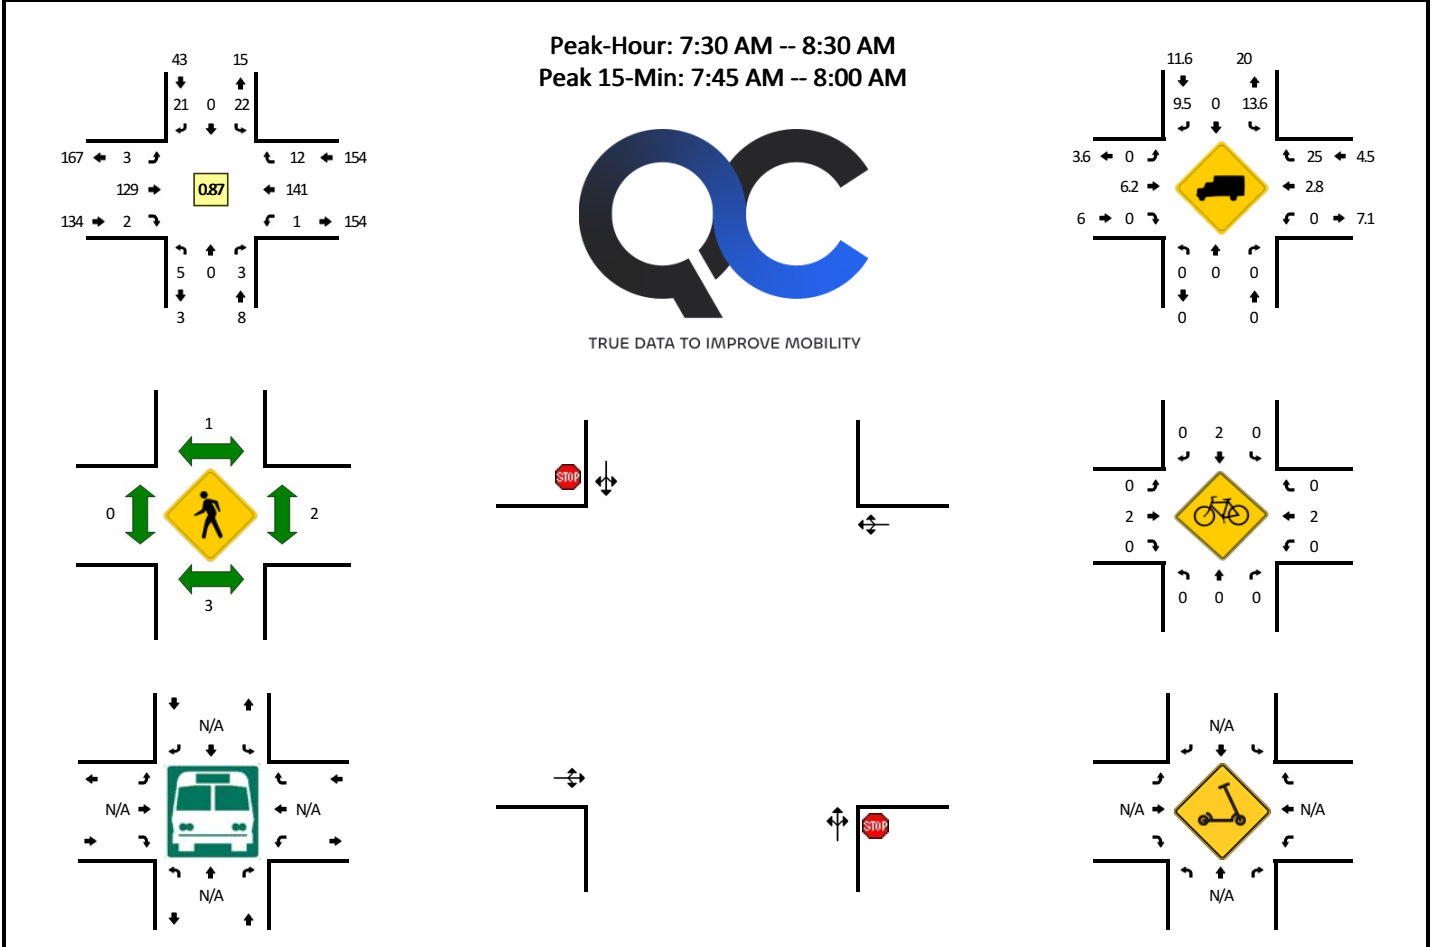 Peak-Hour: 7:30 AM -- 8:30 AM
Peak 15-Min: 7:45 AM -- 8:00 AM
43 15
21 0 22
167 3 12 154
129 0.87 141
134 2 1 154
5 0 3
3 8
QC
TRUE DATA TO IMPROVE MOBILITY
11.6 20
9.5 0 13.6
3.6 0 25 4.5
6.2 2.8
6 0 0 7.1
0 0 0
0 0
1
0 2
3
STOP
STOP
0 2 0
0 0
2 2
0 0
0 0 0
N/A
N/A N/A
N/A
N/A
N/A N/A
N/A